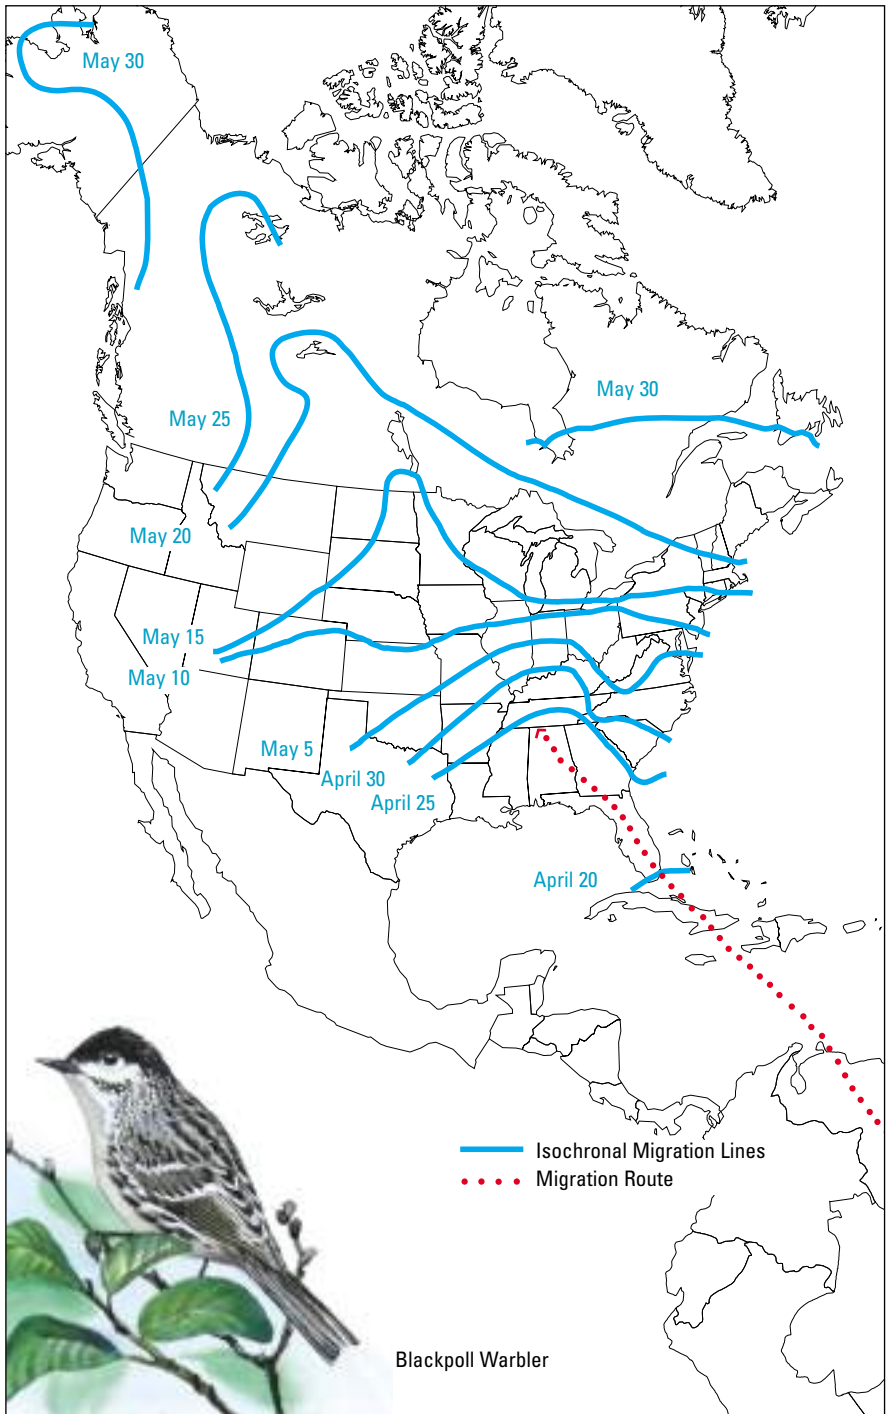 May 30
May 30
May 25
May 20
May 15
May 10
May 5
April 30
April 25
April 20
Isochronal Migration Lines
Migration Route
Blackpoll Warbler